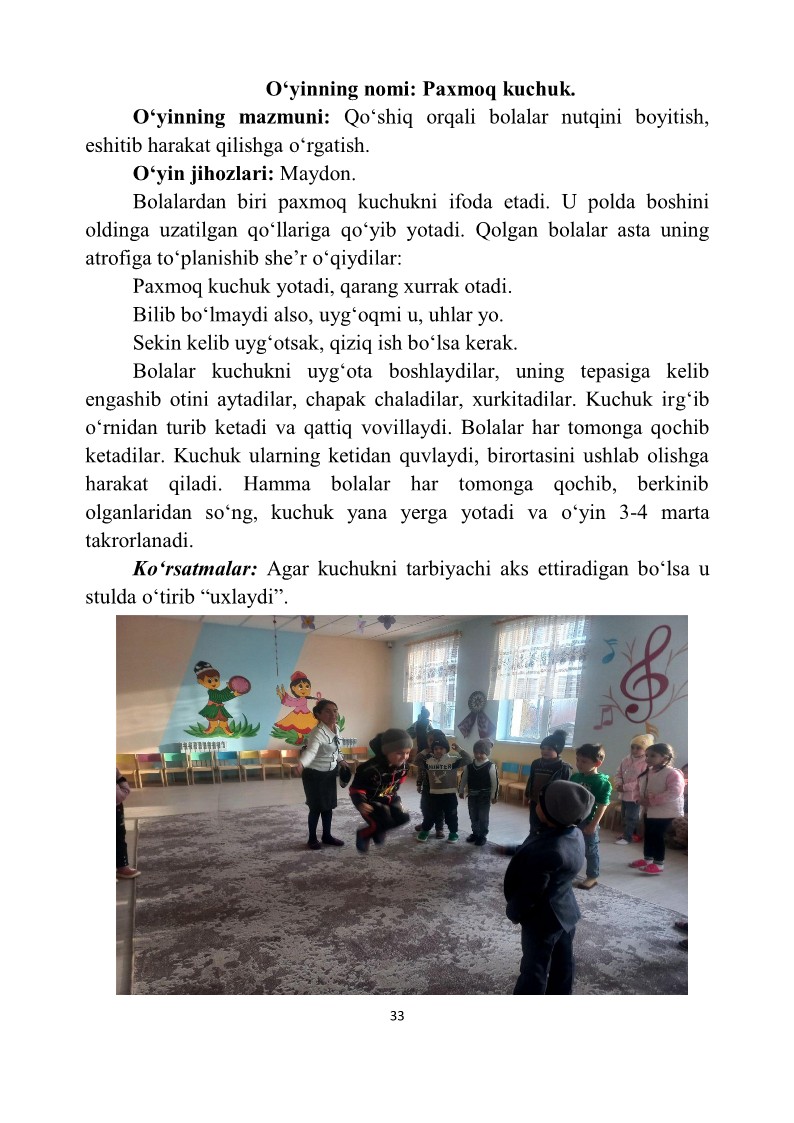 O‘yinning nomi: Paxmoq kuchuk.
O‘yinning mazmuni: Qo‘shiq orqali bolalar nutqini boyitish,
eshitib harakat qilishga o‘rgatish.
O‘yin jihozlari: Maydon.
Bolalardan biri paxmoq kuchukni ifoda etadi. U polda boshini
oldinga uzatilgan qo‘llariga qo‘yib yotadi. Qolgan bolalar asta uning
atrofiga to‘planishib she’r o‘qiydilar:
Paxmoq kuchuk yotadi, qarang xurrak otadi.
Bilib bo‘lmaydi also, uyg‘oqmi u, uhlar yo.
Sekin kelib uyg‘otsak, qiziq ish bo‘lsa kerak.
Bolalar kuchukni uyg‘ota boshlaydilar, uning tepasiga kelib
engashib otini aytadilar, chapak chaladilar, xurkitadilar. Kuchuk irg‘ib
o‘rnidan turib ketadi va qattiq vovillaydi. Bolalar har tomonga qochib
ketadilar. Kuchuk ularning ketidan quvlaydi, birortasini ushlab olishga
harakat qiladi. Hamma bolalar har tomonga qochib, berkinib
olganlaridan so‘ng, kuchuk yana yerga yotadi va o‘yin 3-4 marta
takrorlanadi.
Ko‘rsatmalar: Agar kuchukni tarbiyachi aks ettiradigan bo‘lsa u
stulda o‘tirib “uxlaydi”.
33